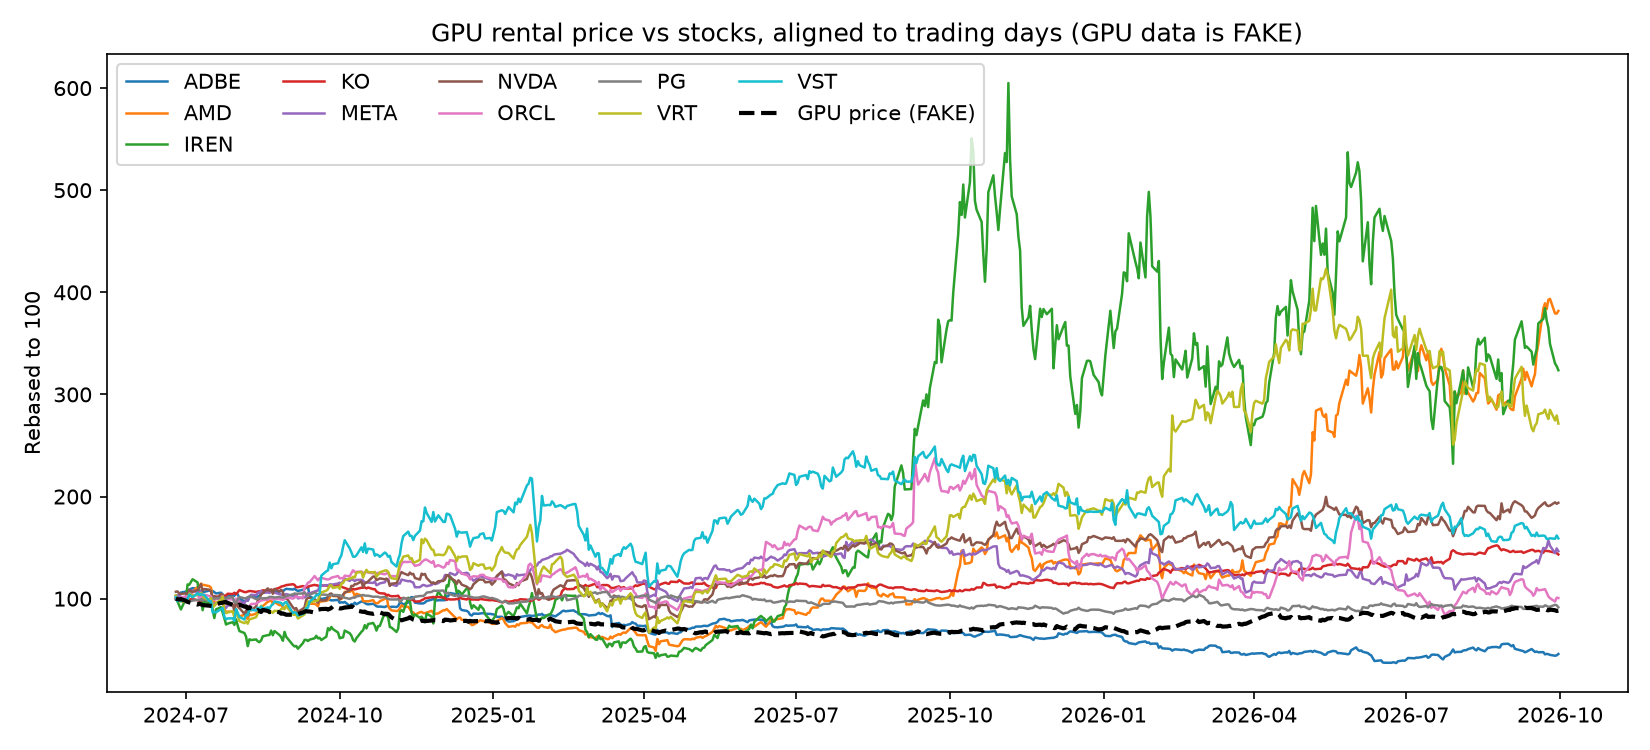 GPU rental price vs stocks, aligned to trading days (GPU data is FAKE)
ADBE KO NVDA PG VST
AMD META ORCL VRT GPU price (FAKE)
IREN
Rebased to 100
600
500
400
300
200
100
2024-07 2024-10 2025-01 2025-04 2025-07 2025-10 2026-01 2026-04 2026-07 2026-10